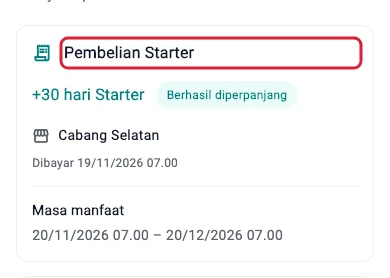 Pembelian Starter
+30 hari Starter
Berhasil diperpanjang
Cabang Selatan
Dibayar 19/11/2026 07.00
Masa manfaat
20/11/2026 07.00 – 20/12/2026 07.00